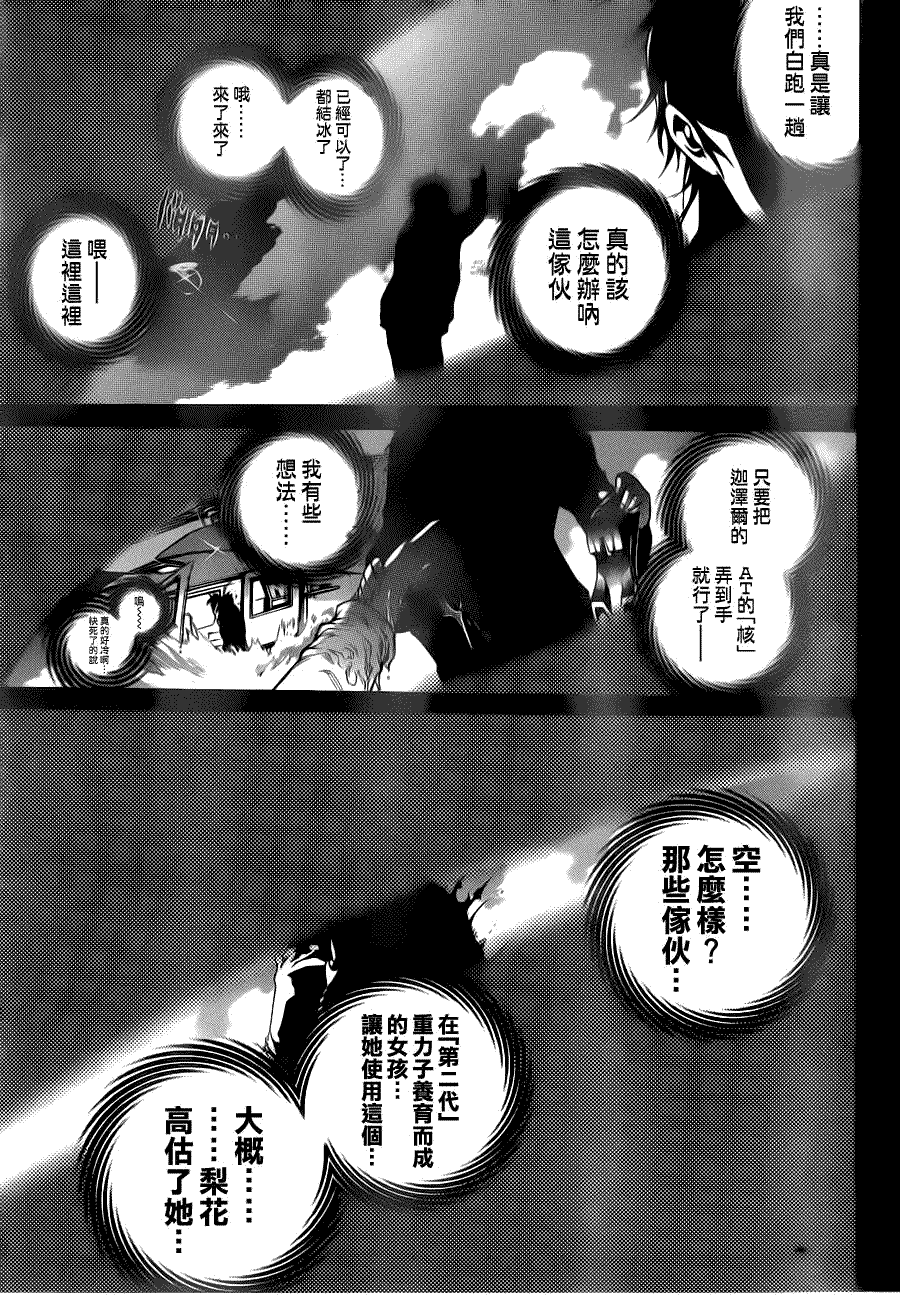 ……真是讓
我們白跑一趟
真的該
怎麼辦吶
這傢伙
已經可以了…
都結冰了
哦……
來了來了
喂——
這裡這裡
只要把
迦澤爾的
AT的「核」
弄到手
就行了——
我有些
想法……
嗚~~~
真的好冷啊…
快死了的說
空……
怎麼樣？
那些傢伙…
在『第二代』
重力子養育而成
的女孩…
讓她使用這個…
大概……
……梨花
高估了她…